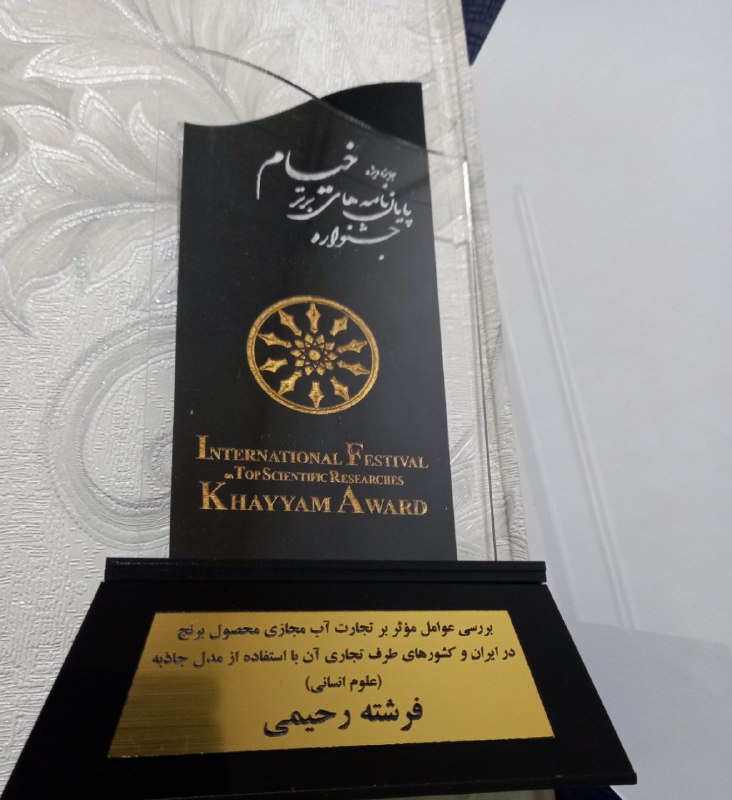 جایزه ویژه
خیام
پایان‌نامه‌های برتر
جشنواره
INTERNATIONAL FESTIVAL
ON TOP SCIENTIFIC RESEARCHES
KHAYYAM AWARD
بررسی عوامل مؤثر بر تجارت آب مجازی محصول برنج
در ایران و کشورهای طرف تجاری آن با استفاده از مدل جاذبه
(علوم انسانی)
فرشته رحیمی